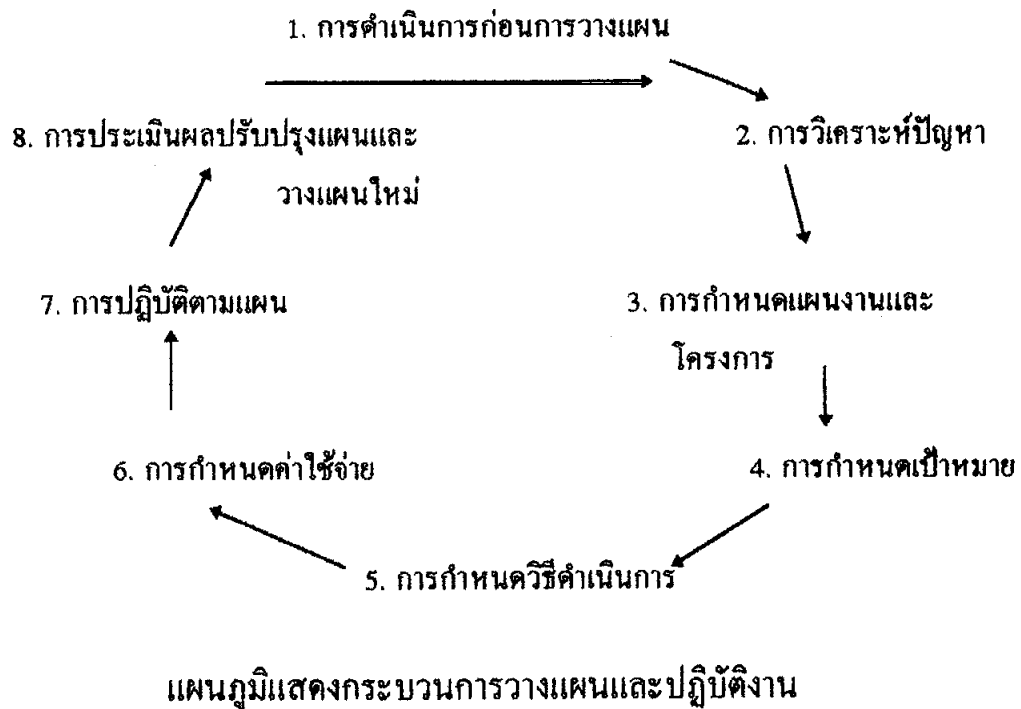 1. การดำเนินการก่อนการวางแผน
2. การวิเคราะห์ปัญหา
3. การกำหนดแผนงานและ
โครงการ
4. การกำหนดเป้าหมาย
5. การกำหนดวิธีดำเนินการ
6. การกำหนดค่าใช้จ่าย
7. การปฏิบัติตามแผน
8. การประเมินผลปรับปรุงแผนและ
วางแผนใหม่
แผนภูมิแสดงกระบวนการวางแผนและปฏิบัติงาน